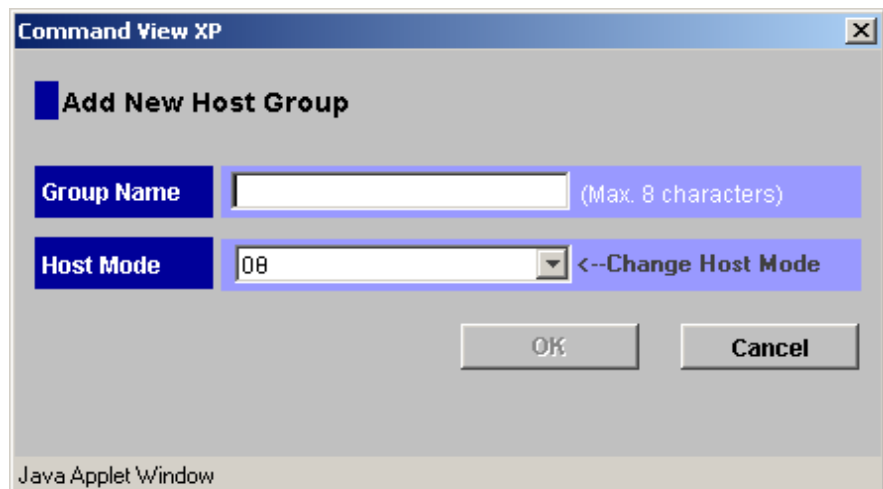 Command View XP
Add New Host Group
Group Name (Max. 8 characters)
Host Mode 08 <--Change Host Mode
OK Cancel
Java Applet Window